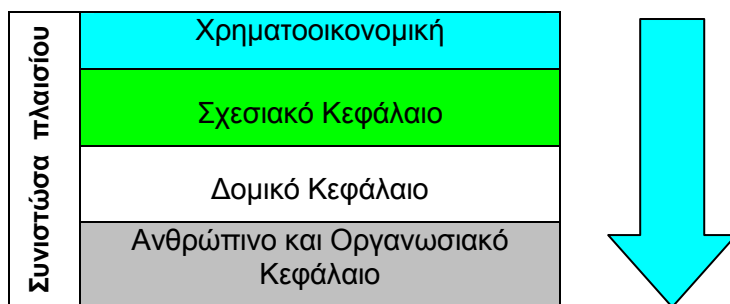 Συνιστώσα πλαισίου
Χρηματοοικονομική
Σχεσιακό Κεφάλαιο
Δομικό Κεφάλαιο
Ανθρώπινο και Οργανωσιακό
Κεφάλαιο